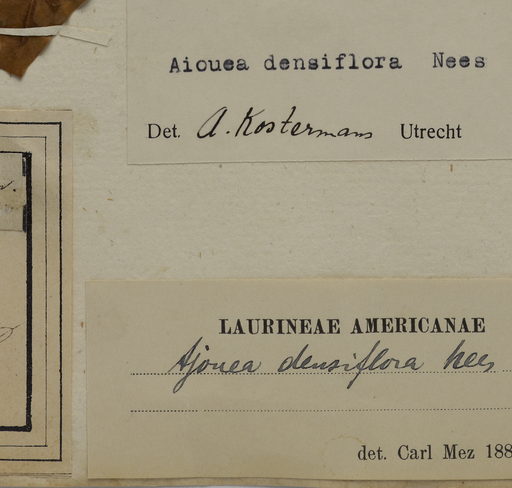 Aiouea densiflora Nees
Det. A. Kostermans Utrecht
LAURINEAE AMERICANAE
Ajouea densiflora Nees
det. Carl Mez 188